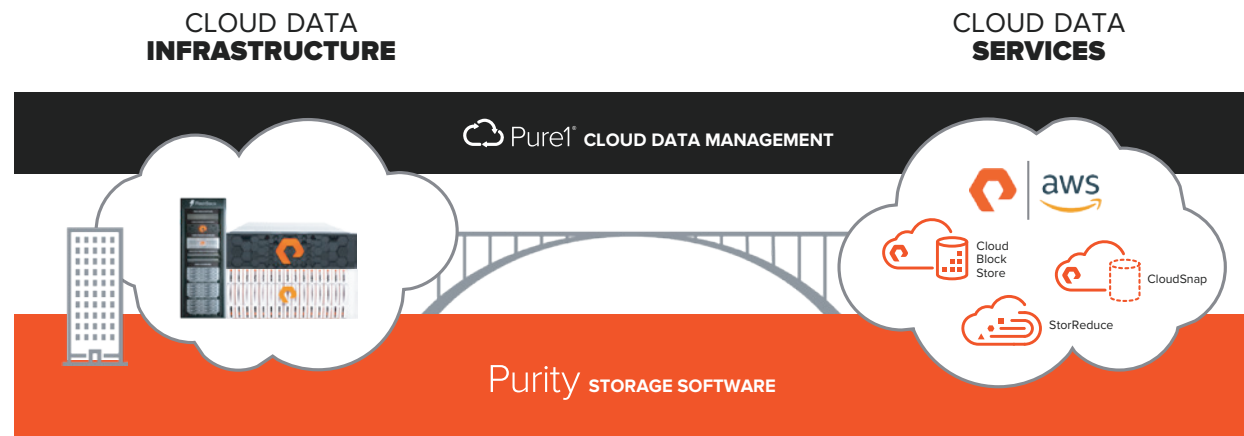 CLOUD DATA
INFRASTRUCTURE
CLOUD DATA
SERVICES
Pure1® CLOUD DATA MANAGEMENT
aws
Cloud
Block
Store
CloudSnap
StorReduce
Purity STORAGE SOFTWARE